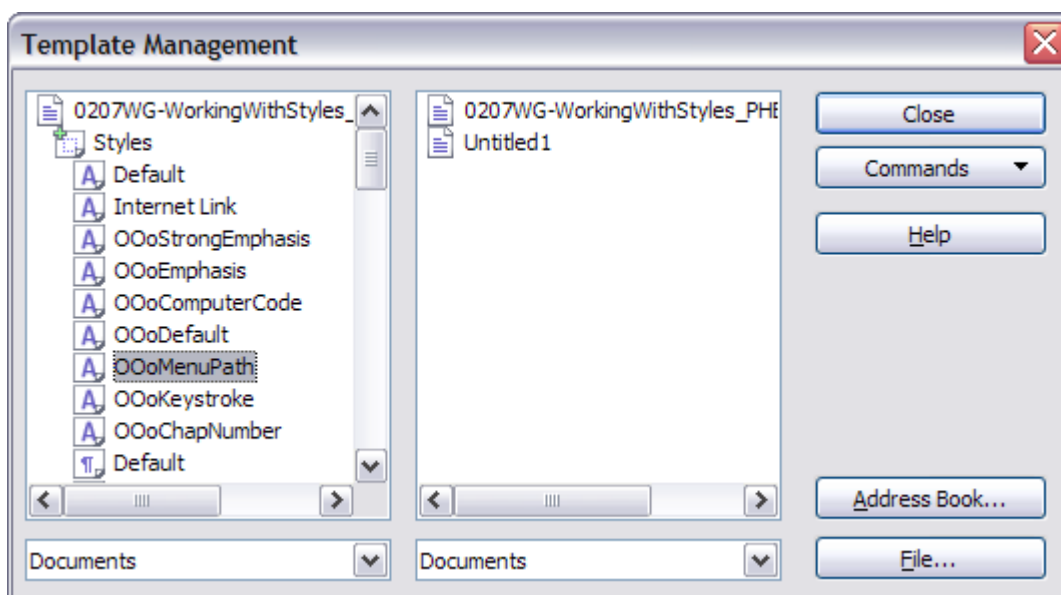 Template Management
0207WG-WorkingWithStyles_
Styles
Default
Internet Link
OOoStrongEmphasis
OOoEmphasis
OOoComputerCode
OOoDefault
OOoMenuPath
OOoKeystroke
OOoChapNumber
Default
Documents
0207WG-WorkingWithStyles_PHE
Untitled1
Documents
Close
Commands
Help
Address Book...
File...